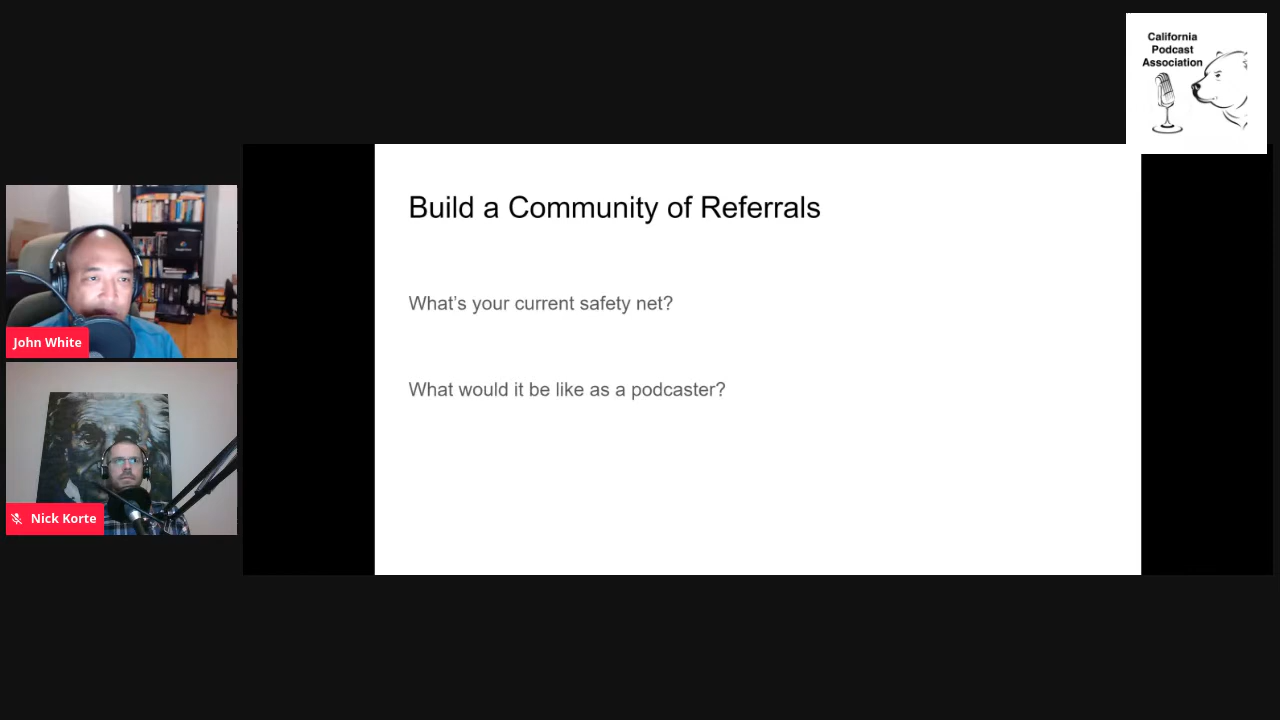 California
Podcast
Association
Build a Community of Referrals
What's your current safety net?
What would it be like as a podcaster?
John White
Nick Korte